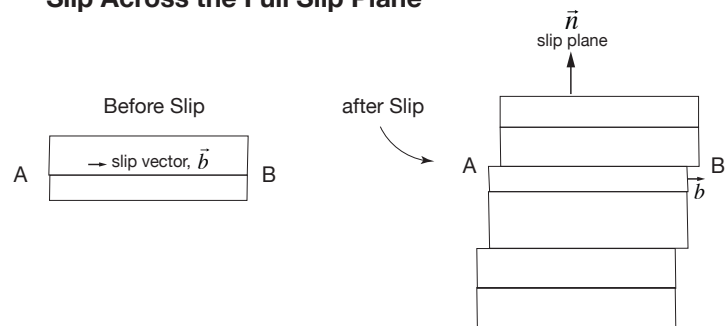 Slip Across the Full Slip Plane
n⃗
slip plane
Before Slip
after Slip
A
slip vector, b⃗
B
A
B
b⃗